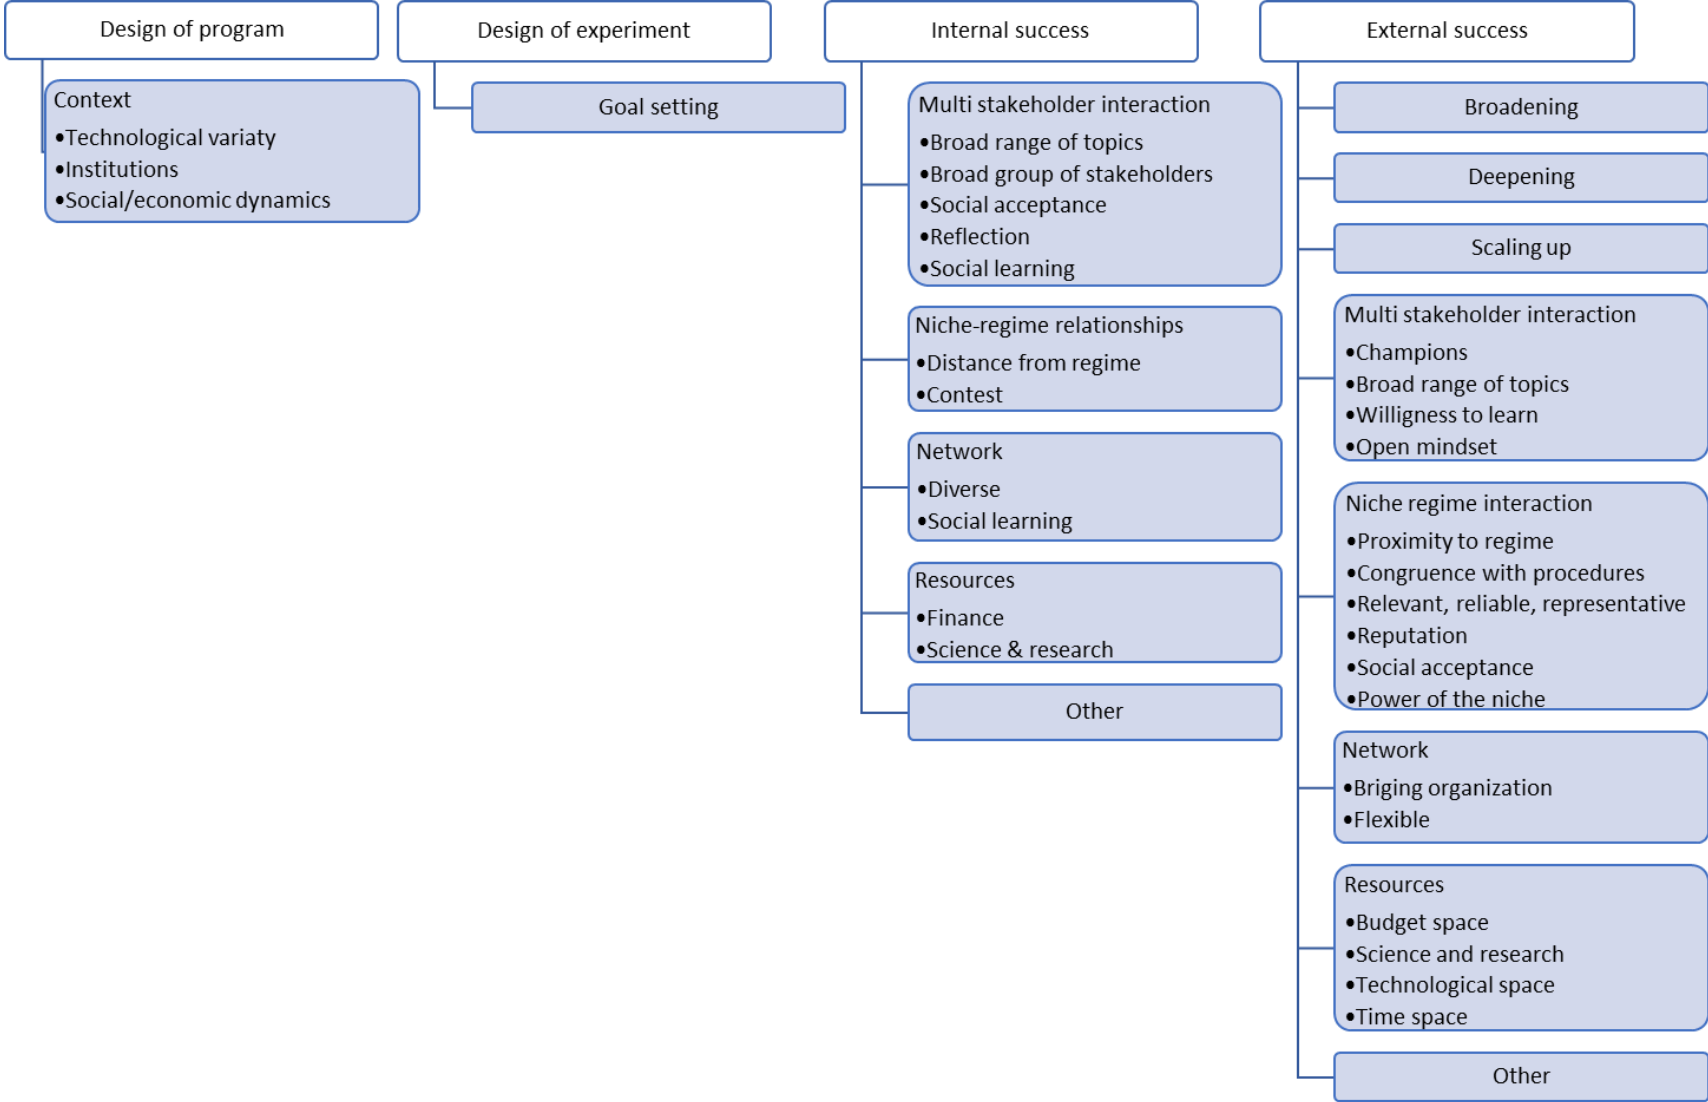 Design of program
Context
•Technological variaty
•Institutions
•Social/economic dynamics
Design of experiment
Goal setting
Internal success
Multi stakeholder interaction
•Broad range of topics
•Broad group of stakeholders
•Social acceptance
•Reflection
•Social learning
Niche-regime relationships
•Distance from regime
•Contest
Network
•Diverse
•Social learning
Resources
•Finance
•Science & research
Other
External success
Broadening
Deepening
Scaling up
Multi stakeholder interaction
•Champions
•Broad range of topics
•Willigness to learn
•Open mindset
Niche regime interaction
•Proximity to regime
•Congruence with procedures
•Relevant, reliable, representative
•Reputation
•Social acceptance
•Power of the niche
Network
•Briging organization
•Flexible
Resources
•Budget space
•Science and research
•Technological space
•Time space
Other